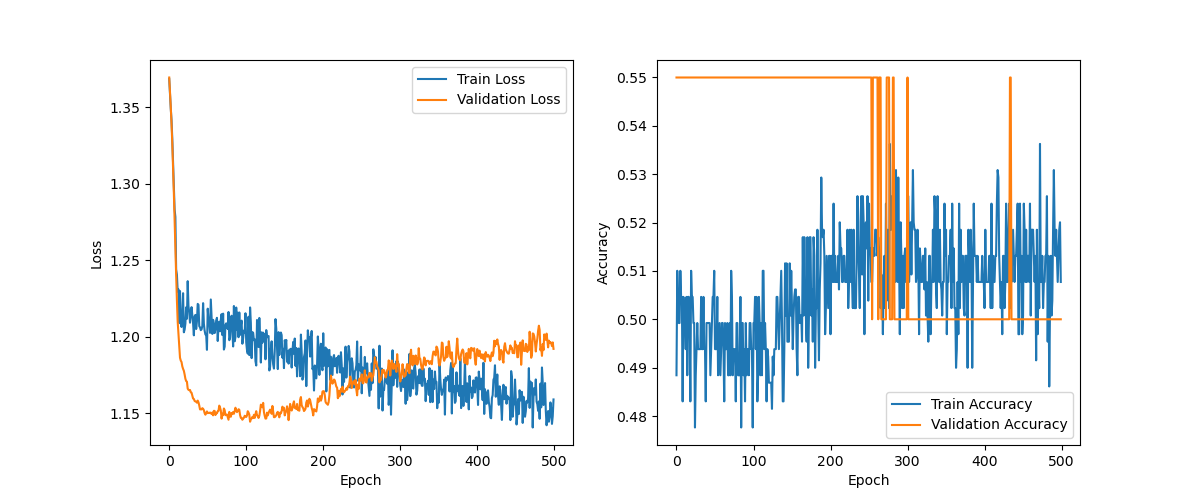 Train Loss
Validation Loss
1.35
1.30
1.25
1.20
1.15
Loss
0 100 200 300 400 500
Epoch
0.55
0.54
0.53
0.52
0.51
0.50
0.49
0.48
Accuracy
Train Accuracy
Validation Accuracy
0 100 200 300 400 500
Epoch